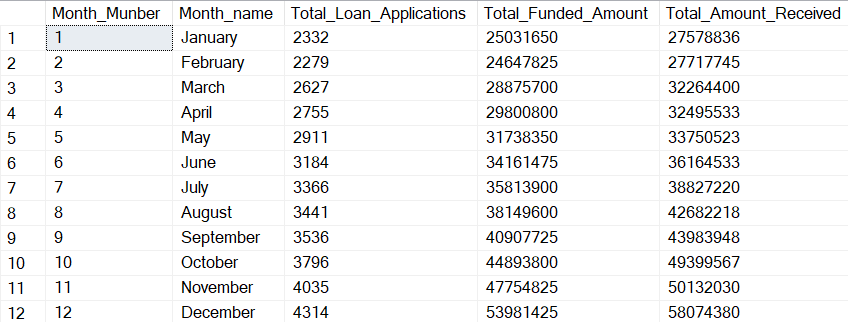 Month_Munber Month_name Total_Loan_Applications Total_Funded_Amount Total_Amount_Received
1 1 January 2332 25031650 27578836
2 2 February 2279 24647825 27717745
3 3 March 2627 28875700 32264400
4 4 April 2755 29800800 32495533
5 5 May 2911 31738350 33750523
6 6 June 3184 34161475 36164533
7 7 July 3366 35813900 38827220
8 8 August 3441 38149600 42682218
9 9 September 3536 40907725 43983948
10 10 October 3796 44893800 49399567
11 11 November 4035 47754825 50132030
12 12 December 4314 53981425 58074380